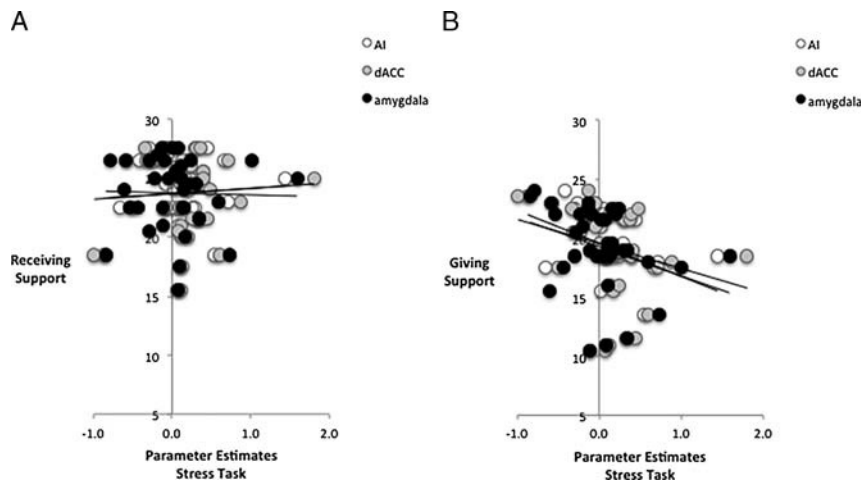 A
AI
dACC
amygdala
30
25
20
15
10
5
Receiving
Support
-1.0
0.0
1.0
2.0
Parameter Estimates
Stress Task
B
AI
dACC
amygdala
30
25
20
15
10
5
Giving
Support
-1.0
0.0
1.0
2.0
Parameter Estimates
Stress Task